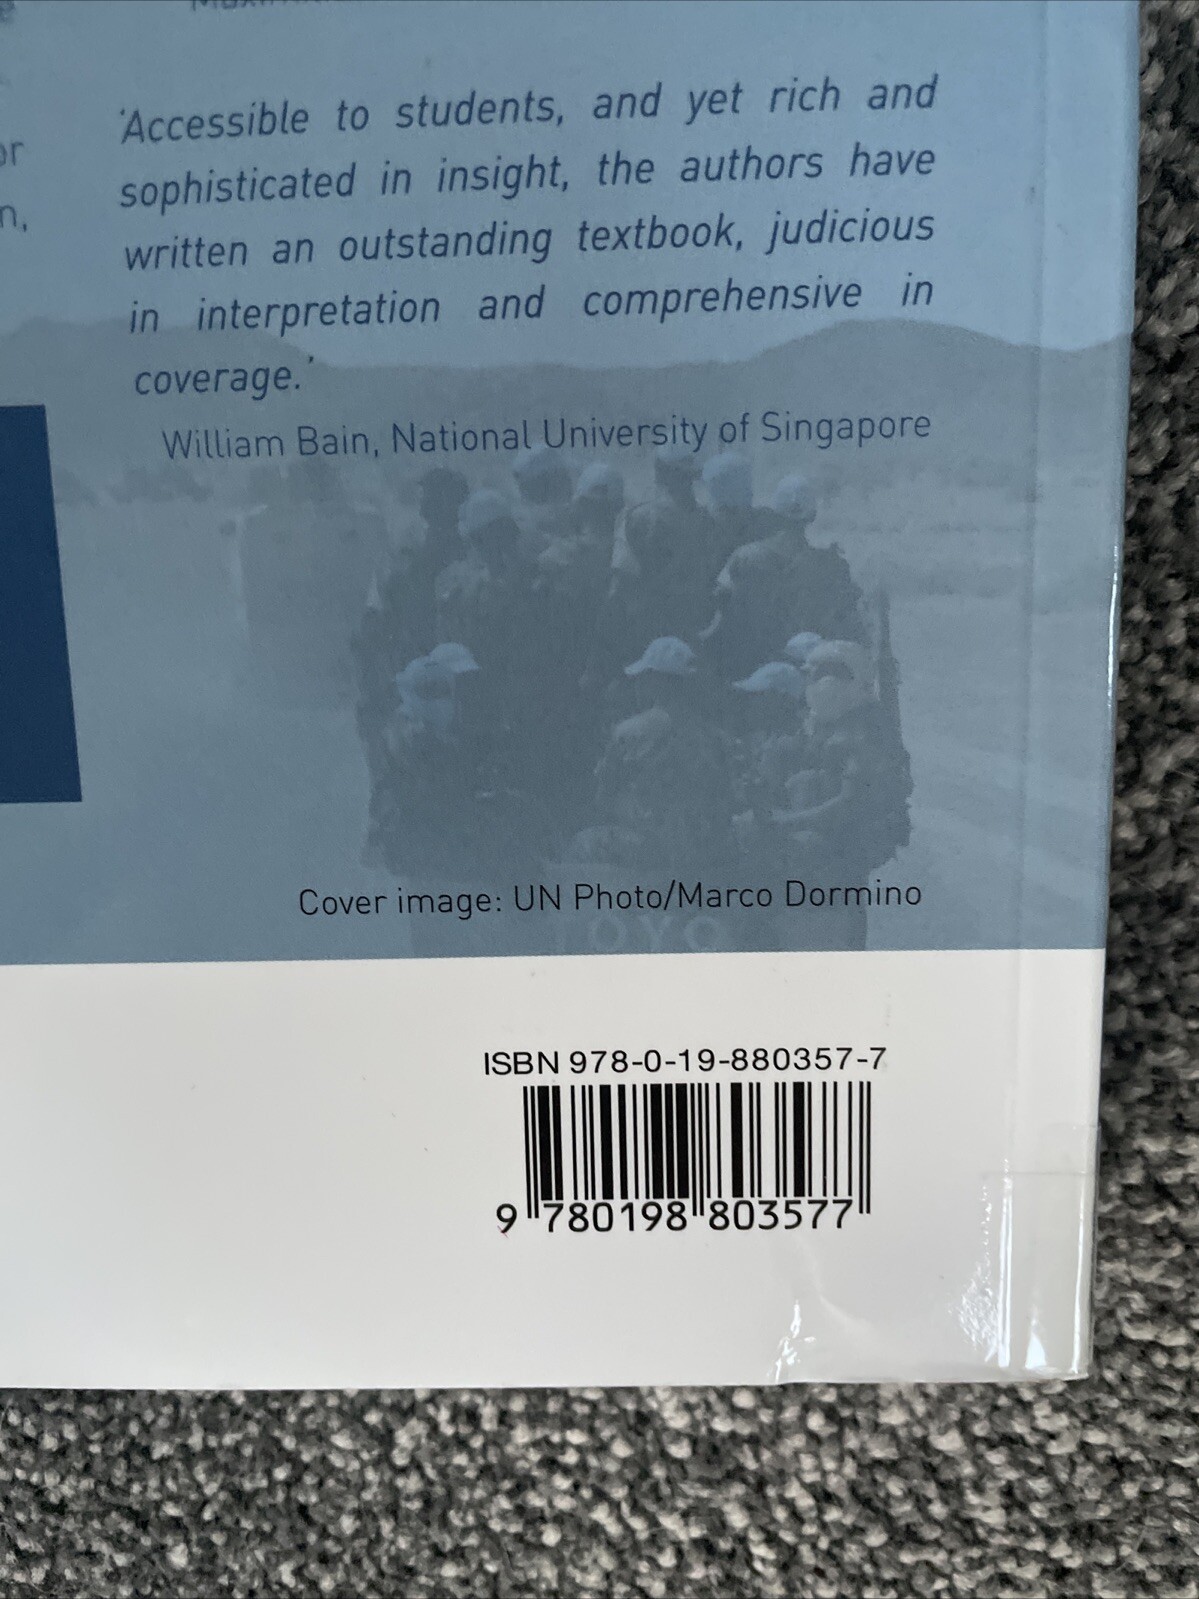 'Accessible to students, and yet rich and
sophisticated in insight, the authors have
written an outstanding textbook, judicious
in interpretation and comprehensive in
coverage.'
William Bain, National University of Singapore
or
n,
Cover image: UN Photo/Marco Dormino
TOYO
ISBN 978-0-19-880357-7
9 780198 803577